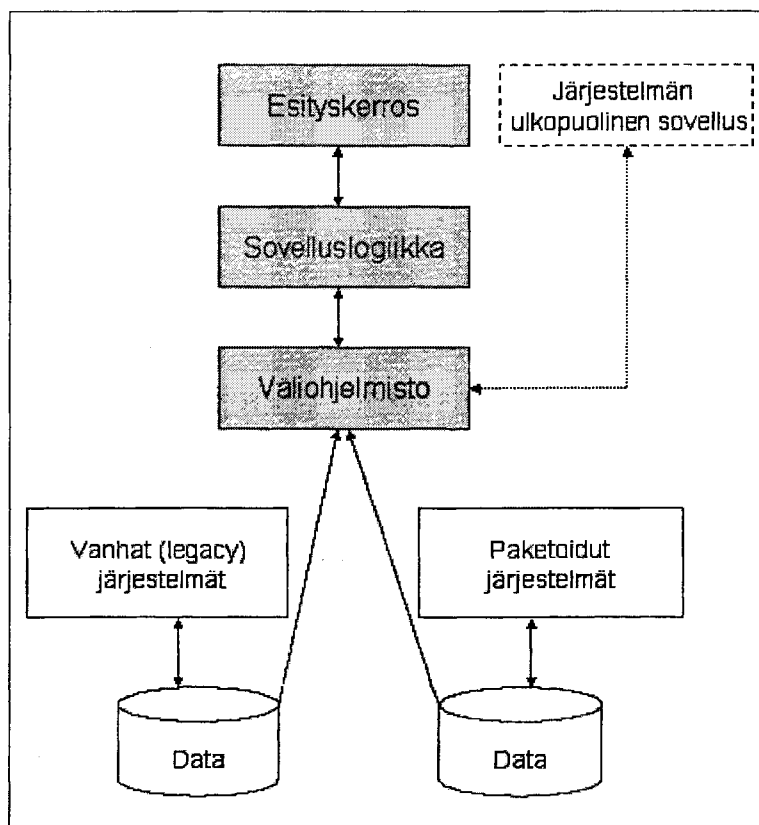 Esityskerros
Järjestelmän
ulkopuolinen sovellus
Sovelluslogiikka
Väliohjelmisto
Vanhat (legacy)
järjestelmät
Paketoidut
järjestelmät
Data
Data